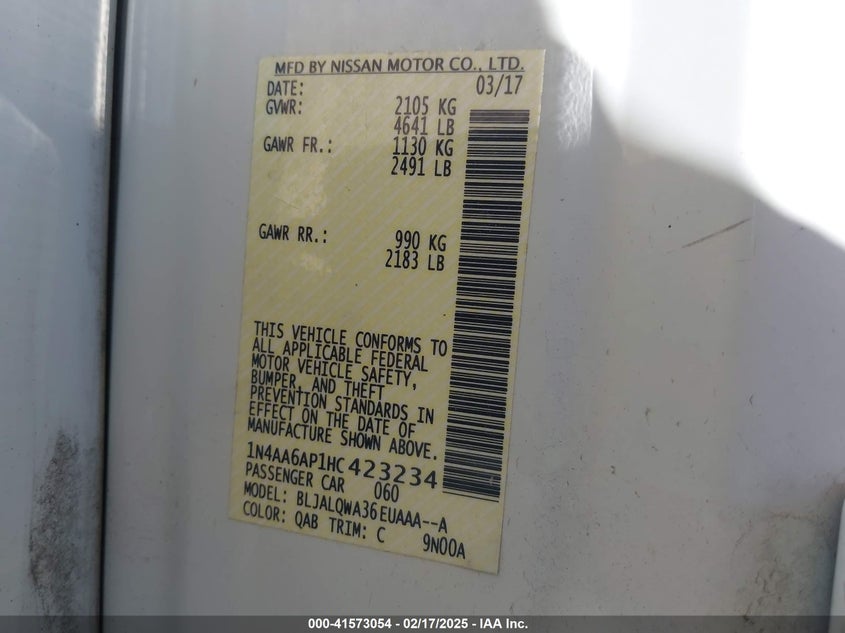 MFD BY NISSAN MOTOR CO., LTD.
DATE: 03/17
GVWR: 2105 KG
4641 LB
GAWR FR.: 1130 KG
2491 LB
GAWR RR.: 990 KG
2183 LB
THIS VEHICLE CONFORMS TO
ALL APPLICABLE FEDERAL
MOTOR VEHICLE SAFETY,
BUMPER, AND THEFT
PREVENTION STANDARDS IN
EFFECT ON THE DATE OF
MANUFACTURE SHOWN ABOVE.
1N4AA6AP1HC423234
PASSENGER CAR 060
MODEL: BLJALQWA36EUAAA--A
COLOR: QAB TRIM: C 9N00A
000-41573054 - 02/17/2025 - IAA Inc.